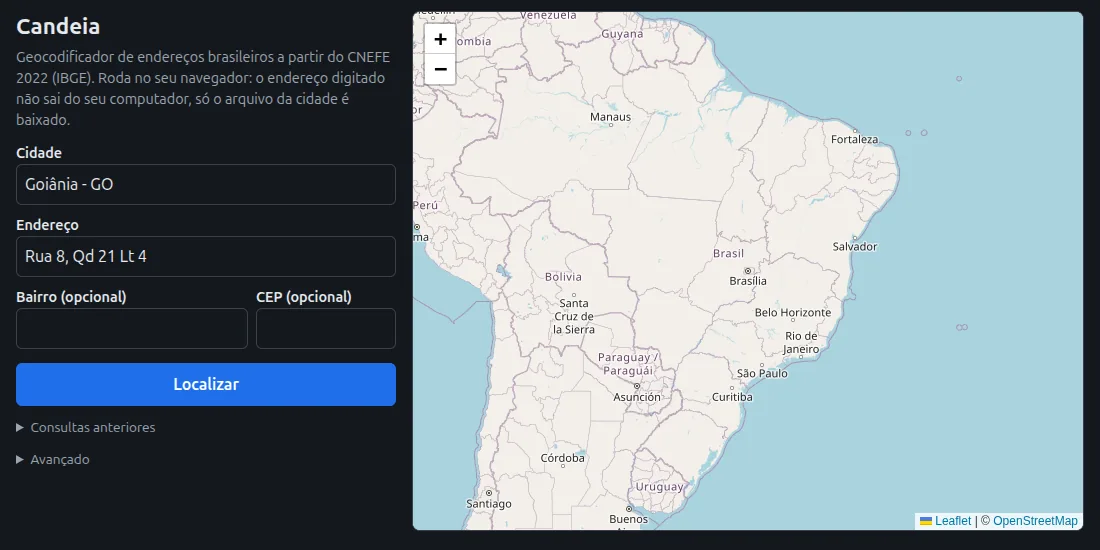 Candeia
Geocodificador de endereços brasileiros a partir do CNEFE
2022 (IBGE). Roda no seu navegador: o endereço digitado
não sai do seu computador, só o arquivo da cidade é
baixado.
Cidade
Goiânia - GO
Endereço
Rua 8, Qd 21 Lt 4
Bairro (opcional)
CEP (opcional)
Localizar
Consultas anteriores
Avançado
+
−
Venezuela
ombia
Guyana
Manaus
Fortaleza
Perú
ma
Salvador
Brasil
Brasília
Bolivia
Santa
Cruz de
la Sierra
Belo Horizonte
Rio de
Janeiro
Paraguay /
Paraguái
São Paulo
Asunción
Curitiba
Córdoba
Uruguay
Santiago
Buenos
Leaflet | © OpenStreetMap